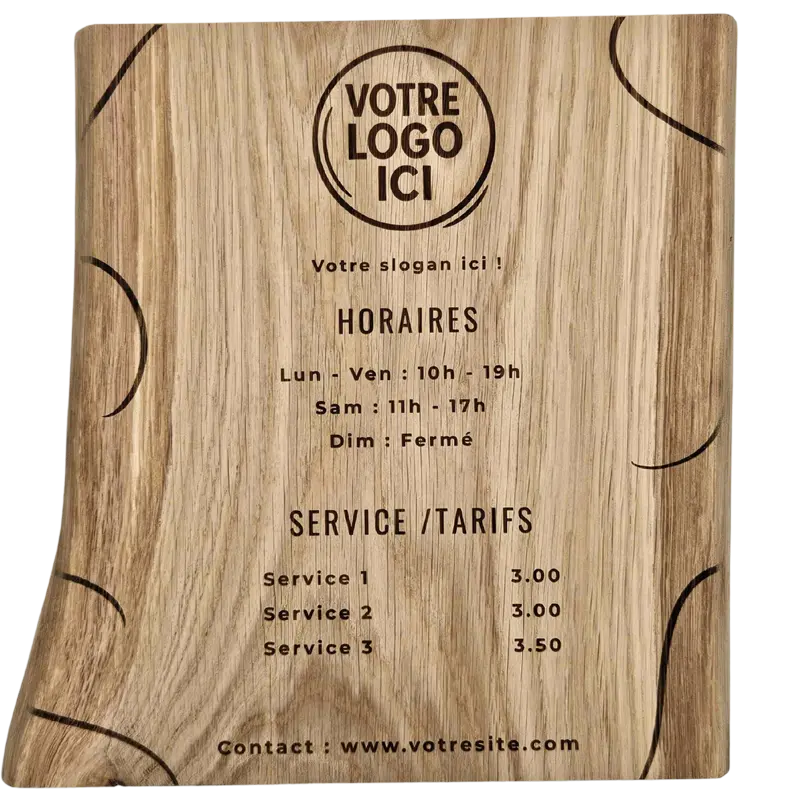 VOTRE
LOGO
ICI
Votre slogan ici !
HORAIRES
Lun - Ven : 10h - 19h
Sam : 11h - 17h
Dim : Fermé
SERVICE /TARIFS
Service 1 3.00
Service 2 3.00
Service 3 3.50
Contact : www.votresite.com